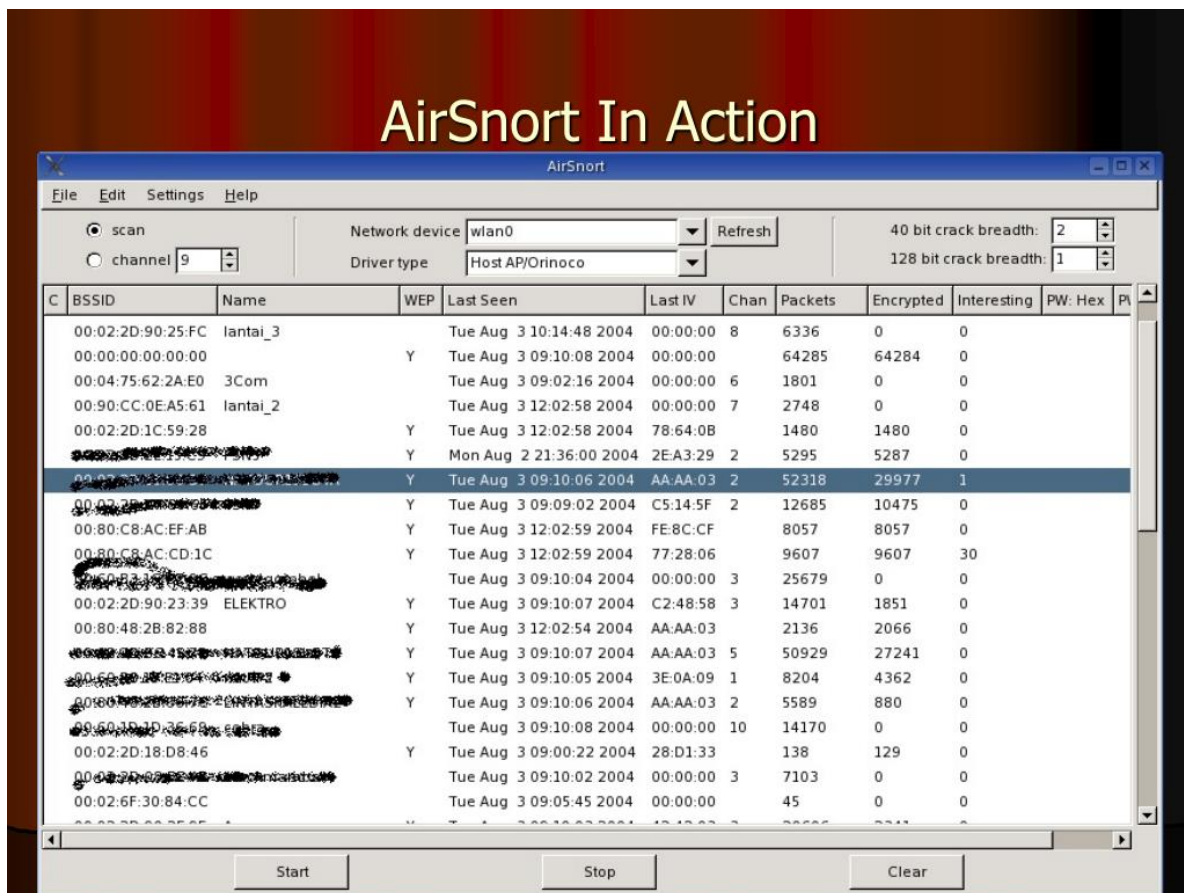 AirSnort In Action
AirSnort
File Edit Settings Help
scan Network device wlan0 Refresh 40 bit crack breadth: 2
channel 9 Driver type Host AP/Orinoco 128 bit crack breadth: 1
C BSSID Name WEP Last Seen Last IV Chan Packets Encrypted Interesting PW: Hex
00:02:2D:90:25:FC lantai_3 Tue Aug 3 10:14:48 2004 00:00:00 8 6336 0 0
00:00:00:00:00:00 Y Tue Aug 3 09:10:08 2004 00:00:00 64285 64284 0
00:04:75:62:2A:E0 3Com Tue Aug 3 09:02:16 2004 00:00:00 6 1801 0 0
00:90:CC:0E:A5:61 lantai_2 Tue Aug 3 12:02:58 2004 00:00:00 7 2748 0 0
00:02:2D:1C:59:28 Y Tue Aug 3 12:02:58 2004 78:64:0B 1480 1480 0
Y Mon Aug 2 21:36:00 2004 2E:A3:29 2 5295 5287 0
Y Tue Aug 3 09:10:06 2004 AA:AA:03 2 52318 29977 1
Y Tue Aug 3 09:09:02 2004 C5:14:5F 2 12685 10475 0
00:80:C8:AC:EF:AB Y Tue Aug 3 12:02:59 2004 FE:8C:CF 8057 8057 0
00:80:C8:AC:CD:1C Y Tue Aug 3 12:02:59 2004 77:28:06 9607 9607 30
Tue Aug 3 09:10:04 2004 00:00:00 3 25679 0 0
00:02:2D:90:23:39 ELEKTRO Y Tue Aug 3 09:10:07 2004 C2:48:58 3 14701 1851 0
00:80:48:2B:82:88 Y Tue Aug 3 12:02:54 2004 AA:AA:03 2136 2066 0
Y Tue Aug 3 09:10:07 2004 AA:AA:03 5 50929 27241 0
Y Tue Aug 3 09:10:05 2004 3E:0A:09 1 8204 4362 0
Y Tue Aug 3 09:10:06 2004 AA:AA:03 2 5589 880 0
Tue Aug 3 09:10:08 2004 00:00:00 10 14170 0 0
00:02:2D:18:D8:46 Y Tue Aug 3 09:00:22 2004 28:D1:33 138 129 0
Tue Aug 3 09:10:02 2004 00:00:00 3 7103 0 0
00:02:6F:30:84:CC Tue Aug 3 09:05:45 2004 00:00:00 45 0 0
Start Stop Clear